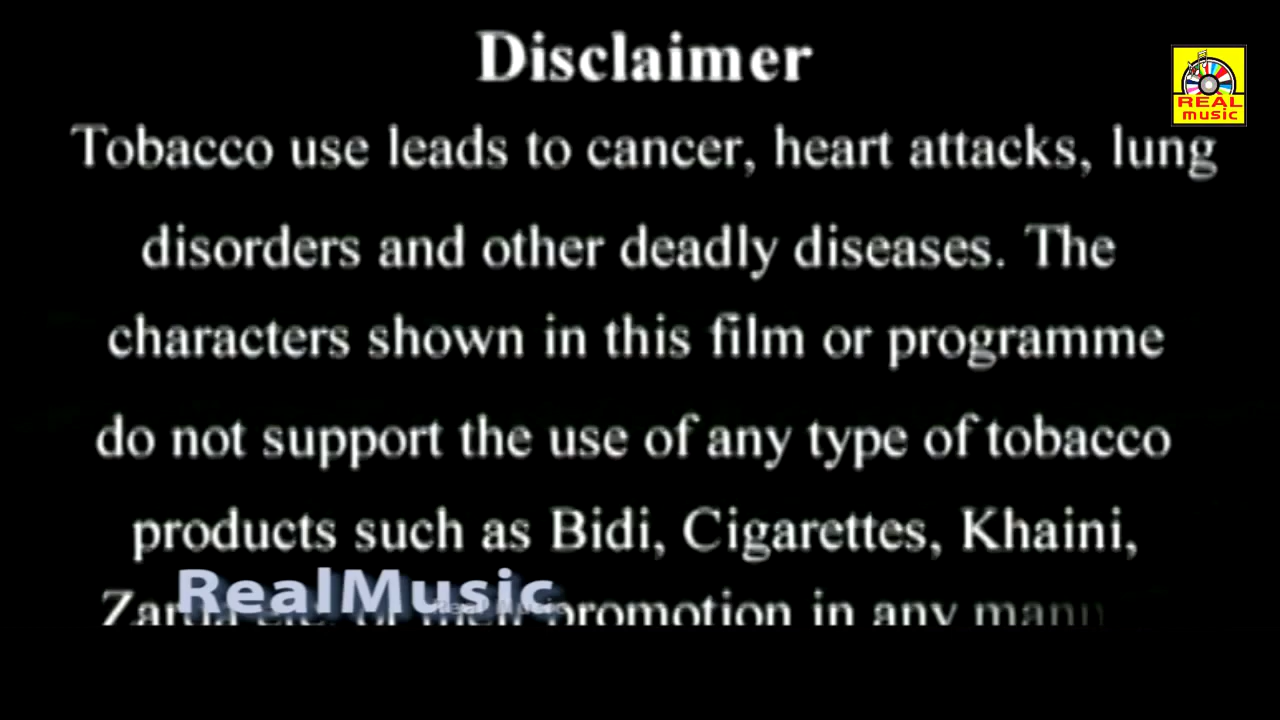 Disclaimer
REAL
music
Tobacco use leads to cancer, heart attacks, lung
disorders and other deadly diseases. The
characters shown in this film or programme
do not support the use of any type of tobacco
products such as Bidi, Cigarettes, Khaini,
RealMusic
Real Music
promotion in any